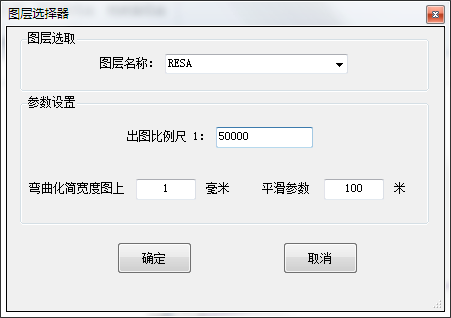 图层选择器
图层选取
图层名称: RESA
参数设置
出图比例尺 1: 50000
弯曲化简宽度图上 1 毫米 平滑参数 100 米
确定 取消